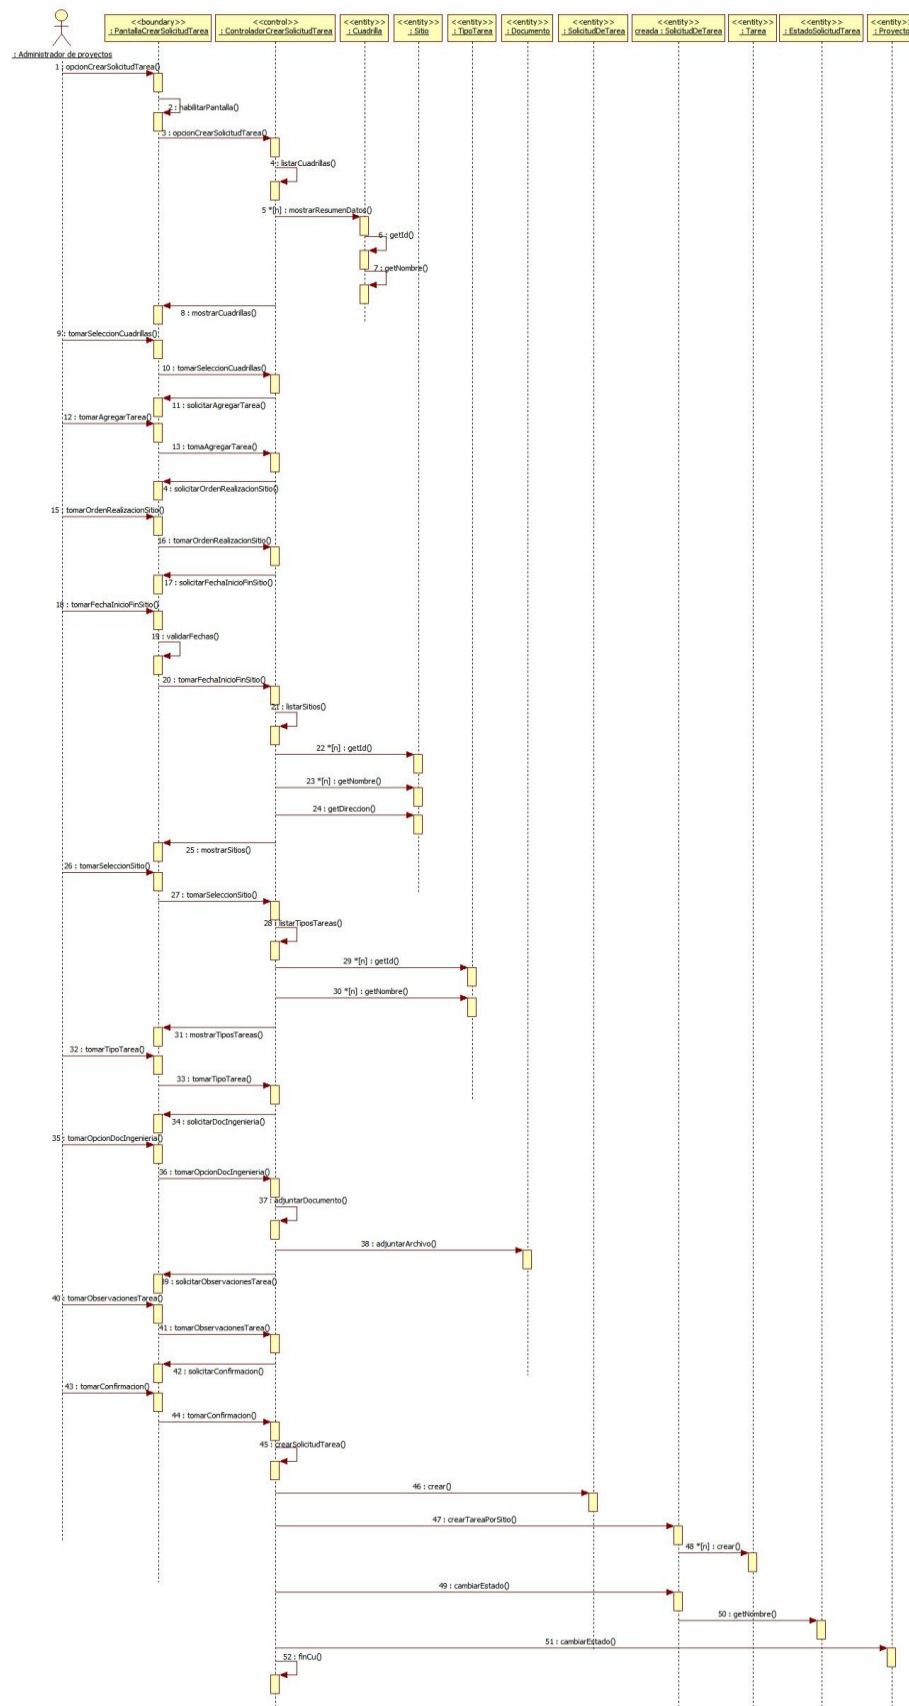 <<boundary>>
: PantallaCrearSolicitudTarea
<<control>>
: ControladorCrearSolicitudTarea
<<entity>>
: Cuadrilla
<<entity>>
: Sitio
<<entity>>
: TipoTarea
<<entity>>
: Documento
<<entity>>
: SolicitudDeTarea
<<entity>>
creada : SolicitudDeTarea
<<entity>>
: Tarea
<<entity>>
: EstadoSolicitudTarea
<<entity>>
: Proyecto
: Administrador de proyectos
1 : opcionCrearSolicitudTarea()
2 : habilitarPantalla()
3 : opcionCrearSolicitudTarea()
4 : listarCuadrillas()
5 *[n] : mostrarResumenDatos()
6 : getId()
7 : getNombre()
8 : mostrarCuadrillas()
9 : tomarSeleccionCuadrillas()
10 : tomarSeleccionCuadrillas()
11 : solicitarAgregarTarea()
12 : tomarAgregarTarea()
13 : tomaAgregarTarea()
4 : solicitarOrdenRealizacionSitio()
15 : tomarOrdenRealizacionSitio()
16 : tomarOrdenRealizacionSitio()
17 : solicitarFechaInicioFinSitio()
18 : tomarFechaInicioFinSitio()
19 : validarFechas()
20 : tomarFechaInicioFinSitio()
21 : listarSitios()
22 *[n] : getId()
23 *[n] : getNombre()
24 : getDireccion()
25 : mostrarSitios()
26 : tomarSeleccionSitio()
27 : tomarSeleccionSitio()
28 : listarTiposTareas()
29 *[n] : getId()
30 *[n] : getNombre()
31 : mostrarTiposTareas()
32 : tomarTipoTarea()
33 : tomarTipoTarea()
34 : solicitarDocIngenieria()
35 : tomarOpcionDocIngenieria()
36 : tomarOpcionDocIngenieria()
37 : adjuntarDocumento()
38 : adjuntarArchivo()
39 : solicitarObservacionesTarea()
40 : tomarObservacionesTarea()
41 : tomarObservacionesTarea()
42 : solicitarConfirmacion()
43 : tomarConfirmacion()
44 : tomarConfirmacion()
45 : crearSolicitudTarea()
46 : crear()
47 : crearTareaPorSitio()
48 *[n] : crear()
49 : cambiarEstado()
50 : getNombre()
51 : cambiarEstado()
52 : finCu()